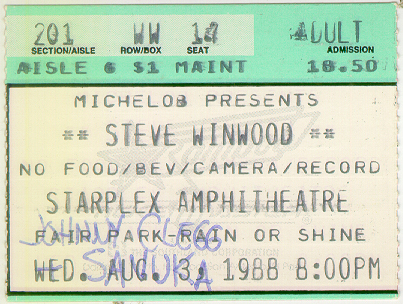 201 WW 14 ADULT
SECTION/AISLE ROW/BOX SEAT ADMISSION
AISLE 6 $1 MAINT 18.50
MICHELOB PRESENTS
** STEVE WINWOOD **
NO FOOD/BEV/CAMERA/RECORD
STARPLEX AMPHITHEATRE
JOHNNY CLEGG
FAIR PARK-RAIN OR SHINE
- SAVUKA
WED. AUG. 3, 1988 8:00PM